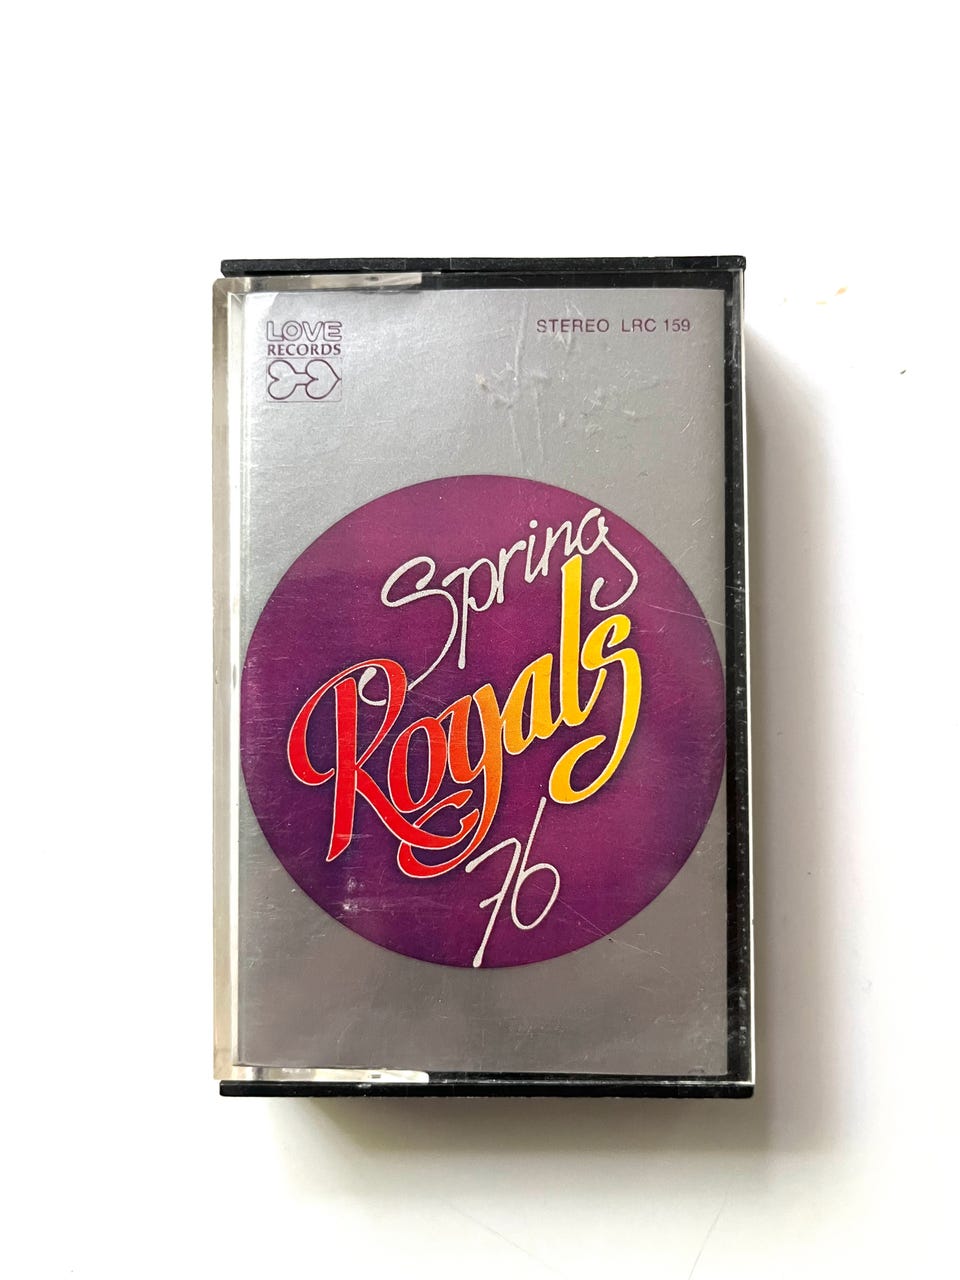 LOVE
RECORDS
STEREO LRC 159
Spring
Royals
76